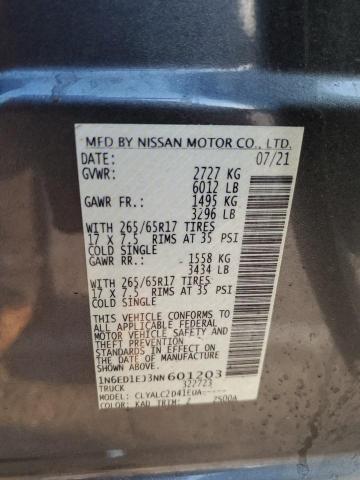 MFD BY NISSAN MOTOR CO., LTD.
DATE: 07/21
GVWR: 2727 KG
6012 LB
GAWR FR.: 1495 KG
3296 LB
WITH 265/65R17 TIRES
17 X 7.5 RIMS AT 35 PSI
COLD SINGLE
GAWR RR.: 1558 KG
3434 LB
WITH 265/65R17 TIRES
17 X 7.5 RIMS AT 35 PSI
COLD SINGLE
THIS VEHICLE CONFORMS TO
ALL APPLICABLE FEDERAL
MOTOR VEHICLE SAFETY AND
THEFT PREVENTION
STANDARDS IN EFFECT ON
THE DATE OF MANUFACTURE
SHOWN ABOVE.
1N6ED1EJ3NN601203
TRUCK 322723
MODEL:
COLOR: KAD TRIM: Z